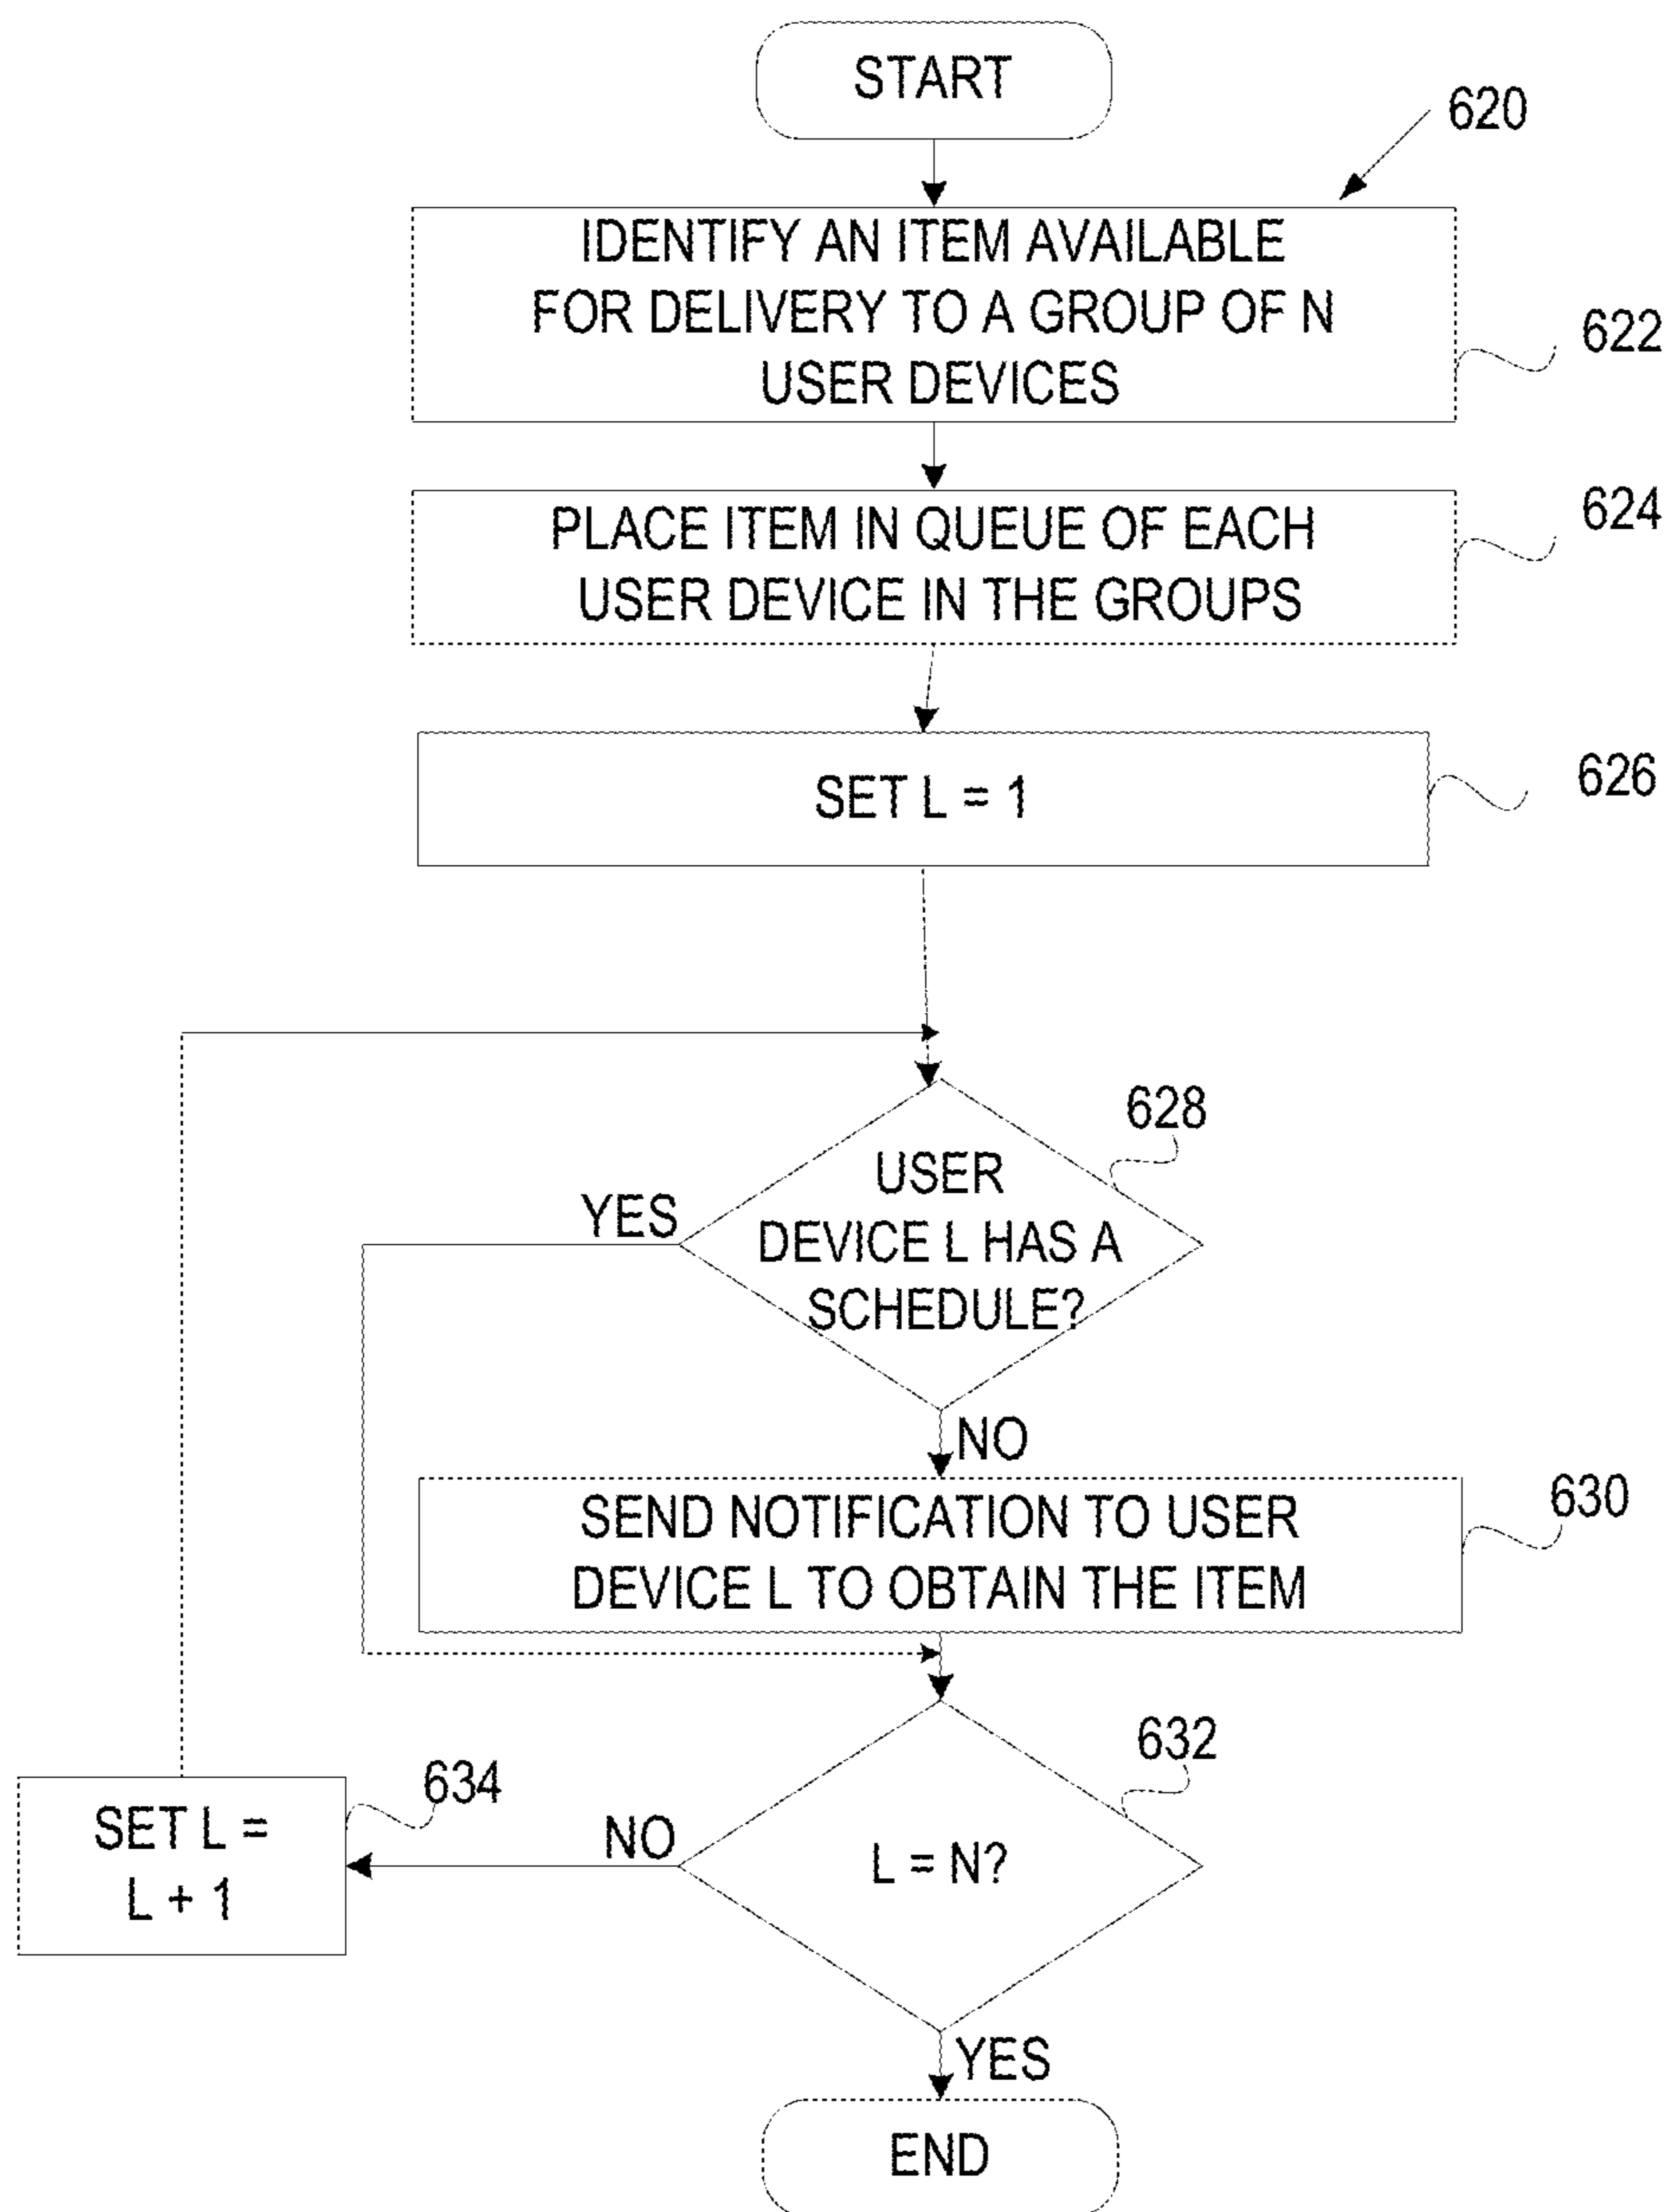 START
620
IDENTIFY AN ITEM AVAILABLE
FOR DELIVERY TO A GROUP OF N
USER DEVICES
622
PLACE ITEM IN QUEUE OF EACH
USER DEVICE IN THE GROUPS
624
SET L = 1
626
628
USER
DEVICE L HAS A
SCHEDULE?
YES
NO
SEND NOTIFICATION TO USER
DEVICE L TO OBTAIN THE ITEM
630
632
L = N?
NO
634
SET L =
L + 1
YES
END